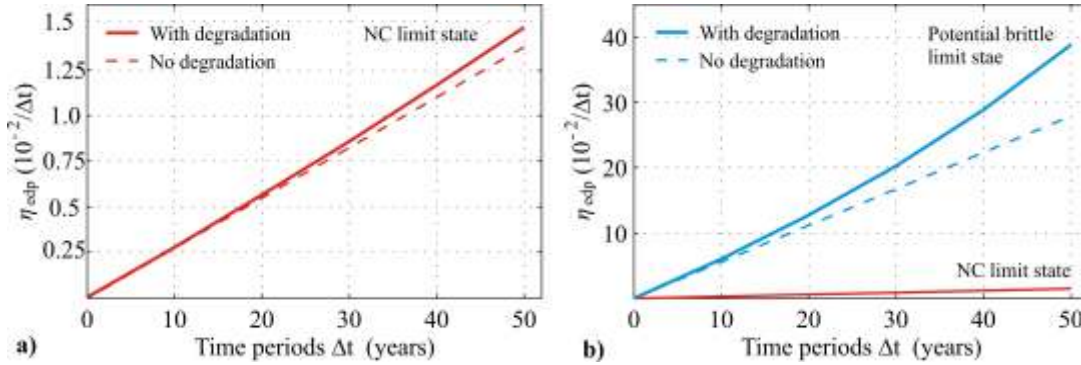 1.5
1.25
1.0
0.75
0.5
0.25
η edp (10⁻²/Δt)
With degradation
No degradation
NC limit state
0 10 20 30 40 50
Time periods Δt (years)
a)
40
30
20
10
η edp (10⁻²/Δt)
With degradation
No degradation
Potential brittle
limit stae
NC limit state
0 10 20 30 40 50
Time periods Δt (years)
b)